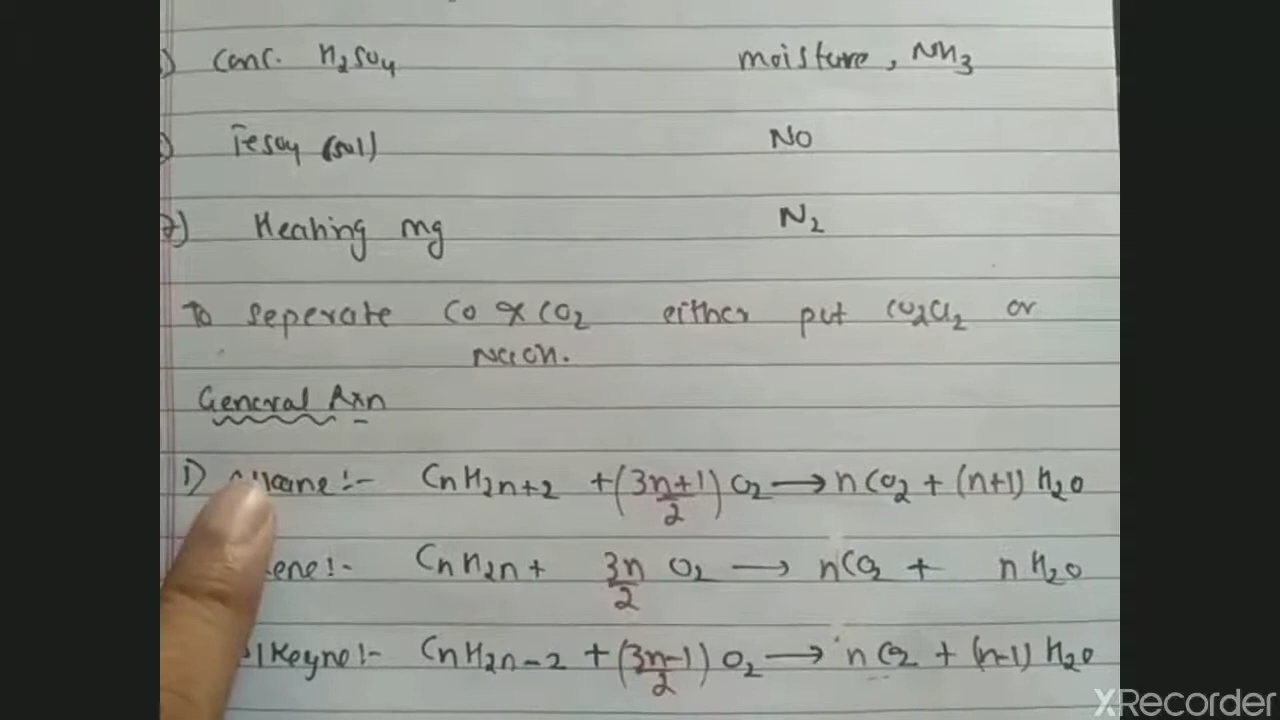 ) Conc. H2SO4 moisture, NH3
) FeSO4 (sol) NO
7) Heating mg N2
To seperate CO & CO2 either put Cu2Cl2 or
NaOH.
General Rxn
1) Alkane :- CnH2n+2 + (3n+1/2) O2 → nCO2 + (n+1) H2O
ene :- CnH2n + 3n/2 O2 → nCO2 + nH2O
Alkeyne :- CnH2n-2 + (3n-1/2) O2 → nCO2 + (n-1) H2O
XRecorder